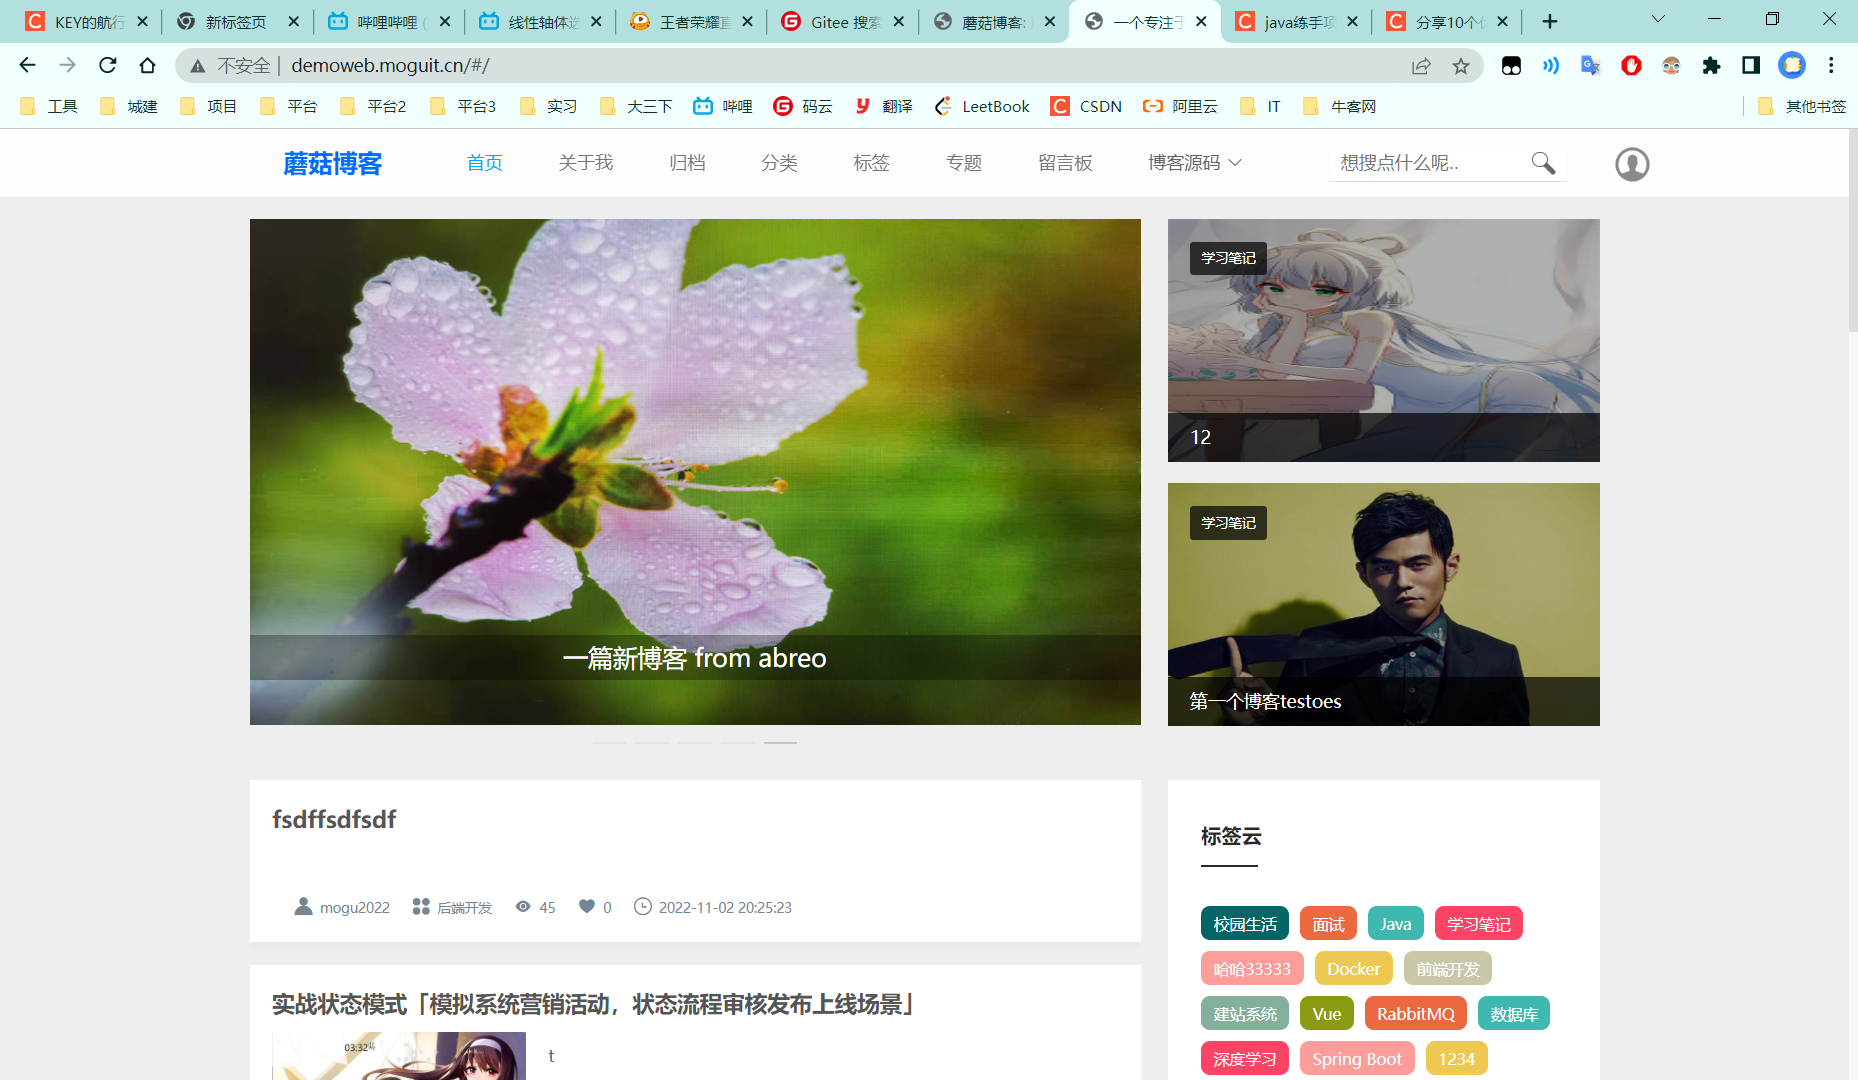 KEY的航行
新标签页
哔哩哔哩 (
线性轴体选
王者荣耀直
Gitee 搜索
蘑菇博客:
一个专注于
java练手项
分享10个
不安全 demoweb.moguit.cn/#/
工具 城建 项目 平台 平台2 平台3 实习 大三下 哔哩 码云 翻译 LeetBook CSDN 阿里云 IT 牛客网 其他书签
蘑菇博客 首页 关于我 归档 分类 标签 专题 留言板 博客源码 想搜点什么呢..
一篇新博客 from abreo
学习笔记
12
学习笔记
第一个博客testoes
fsdffsdfsdf
mogu2022 后端开发 45 0 2022-11-02 20:25:23
实战状态模式「模拟系统营销活动，状态流程审核发布上线场景」
03:32
t
标签云
校园生活 面试 Java 学习笔记
哈哈33333 Docker 前端开发
建站系统 Vue RabbitMQ 数据库
深度学习 Spring Boot 1234